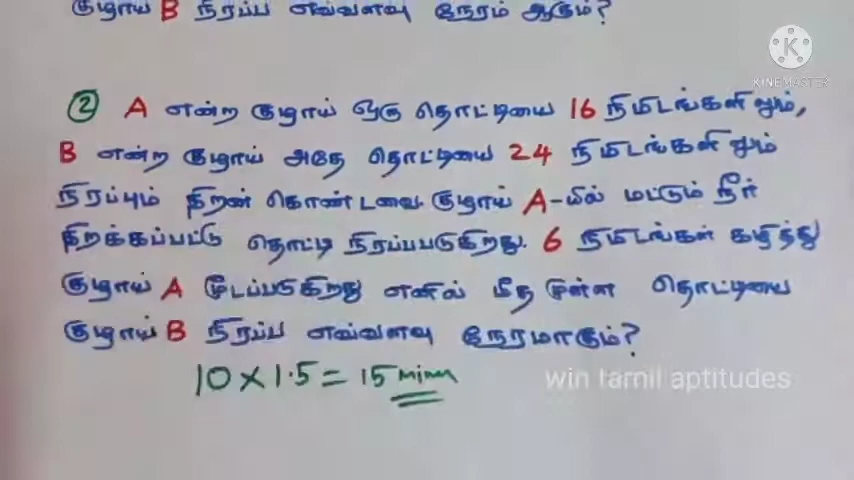 குழாய் B நிரப்ப எவ்வளவு நேரம் ஆகும்?
KINEMASTER
② A என்ற குழாய் ஒரு தொட்டியை 16 நிமிடங்களிலும்,
B என்ற குழாய் அதே தொட்டியை 24 நிமிடங்களிலும்
நிரப்பும் திறன் கொண்டவை குழாய் A-யில் மட்டும் நீர்
திறக்கப்பட்டு தொட்டி நிரப்பபடுகிறது. 6 நிமிடங்கள் கழித்து
குழாய் A மூடப்படுகிறது எனில் மீதமுள்ள தொட்டியை
குழாய் B நிரப்ப எவ்வளவு நேரமாகும்?
10 × 1.5 = 15 mins
win tamil aptitudes